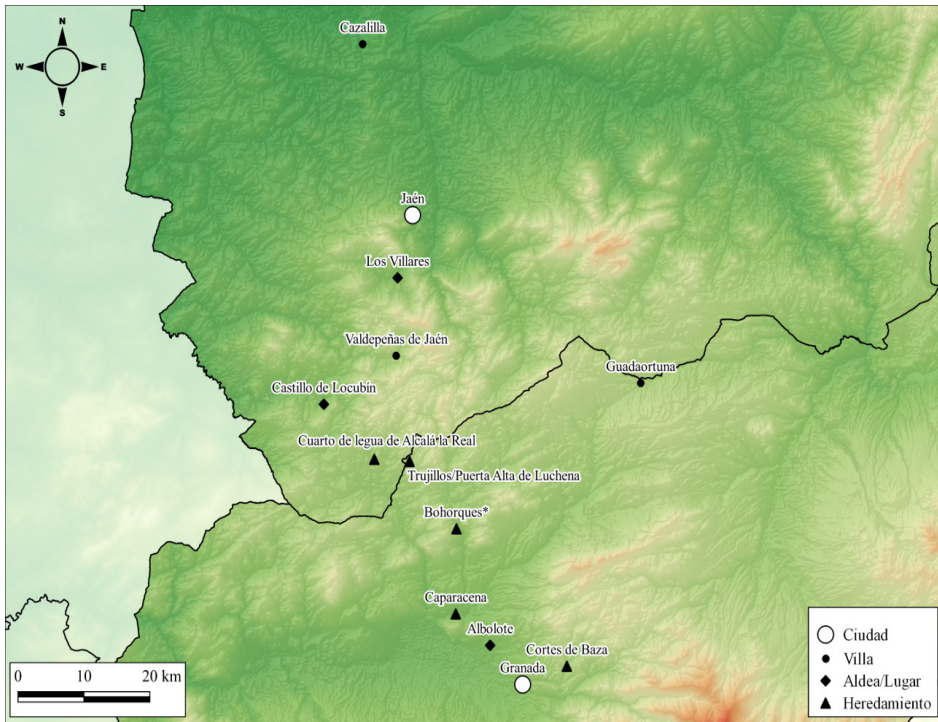 Cazalilla
N
W
E
S
Jaén
Los Villares
Valdepeñas de Jaén
Guadaortuna
Castillo de Locubín
Cuarto de legua de Alcalá la Real
Trujillos/Puerta Alta de Luchena
Bohorques*
Caparacena
Albolote
Cortes de Baza
Granada
0 10 20 km
Ciudad
Villa
Aldea/Lugar
Heredamiento